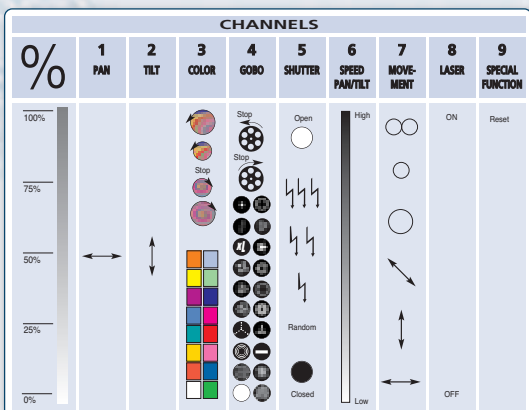 CHANNELS
%
1
PAN
2
TILT
3
COLOR
4
GOBO
5
SHUTTER
6
SPEED
PAN/TILT
7
MOVE-
MENT
8
LASER
9
SPECIAL
FUNCTION
100%
75%
50%
25%
0%
Stop
Stop
Stop
Open
Random
Closed
High
Low
ON
OFF
Reset